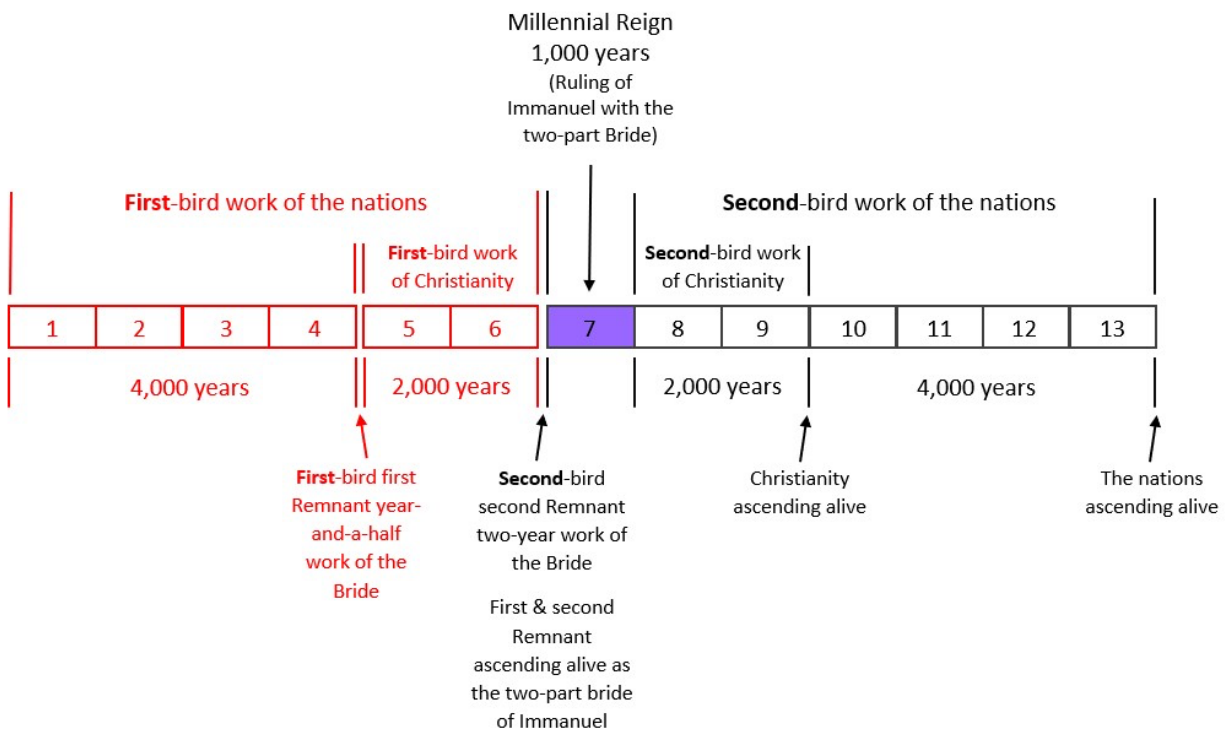 Millennial Reign
1,000 years
(Ruling of
Immanuel with the
two-part Bride)
First-bird work of the nations
Second-bird work of the nations
First-bird work
of Christianity
Second-bird work
of Christianity
1 2 3 4 5 6 7 8 9 10 11 12 13
4,000 years
2,000 years
2,000 years
4,000 years
First-bird first
Remnant year-
and-a-half
work of the
Bride
Second-bird
second Remnant
two-year work of
the Bride
First & second
Remnant
ascending alive as
the two-part bride
of Immanuel
Christianity
ascending alive
The nations
ascending alive